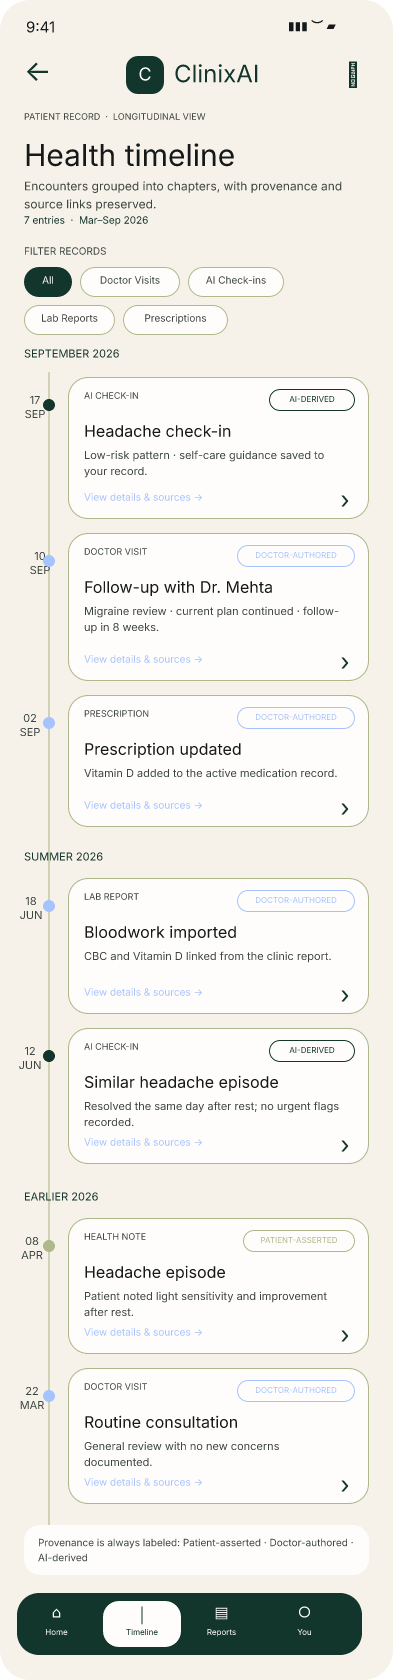 9:41
C ClinixAI
PATIENT RECORD · LONGITUDINAL VIEW
Health timeline
Encounters grouped into chapters, with provenance and
source links preserved.
7 entries · Mar–Sep 2026
FILTER RECORDS
All
Doctor Visits
AI Check-ins
Lab Reports
Prescriptions
SEPTEMBER 2026
17
SEP
AI CHECK-IN
AI-DERIVED
Headache check-in
Low-risk pattern · self-care guidance saved to
your record.
View details & sources →
10
SEP
DOCTOR VISIT
DOCTOR-AUTHORED
Follow-up with Dr. Mehta
Migraine review · current plan continued · follow-
up in 8 weeks.
View details & sources →
02
SEP
PRESCRIPTION
DOCTOR-AUTHORED
Prescription updated
Vitamin D added to the active medication record.
View details & sources →
SUMMER 2026
18
JUN
LAB REPORT
DOCTOR-AUTHORED
Bloodwork imported
CBC and Vitamin D linked from the clinic report.
View details & sources →
12
JUN
AI CHECK-IN
AI-DERIVED
Similar headache episode
Resolved the same day after rest; no urgent flags
recorded.
View details & sources →
EARLIER 2026
08
APR
HEALTH NOTE
PATIENT-ASSERTED
Headache episode
Patient noted light sensitivity and improvement
after rest.
View details & sources →
22
MAR
DOCTOR VISIT
DOCTOR-AUTHORED
Routine consultation
General review with no new concerns
documented.
View details & sources →
Provenance is always labeled: Patient-asserted · Doctor-authored ·
AI-derived
Home
Timeline
Reports
You